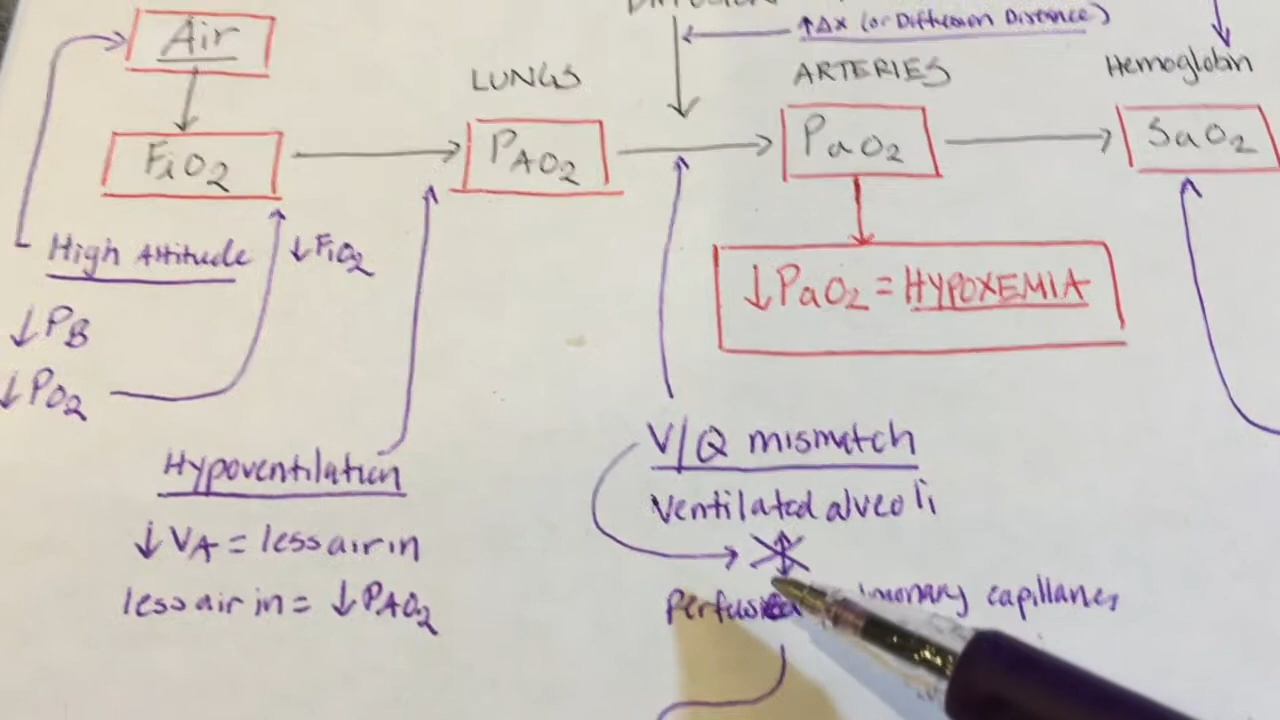 ↑Δx (or Diffusion Distance)
Air
LUNGS
ARTERIES
Hemoglobin
FiO2
PAO2
PaO2
SaO2
High Altitude
↓FiO2
↓PaO2 = HYPOXEMIA
↓PB
↓PO2
V/Q mismatch
Hypoventilation
Ventilated alveoli
↓VA = less air in
less air in = ↓PAO2
capillaries